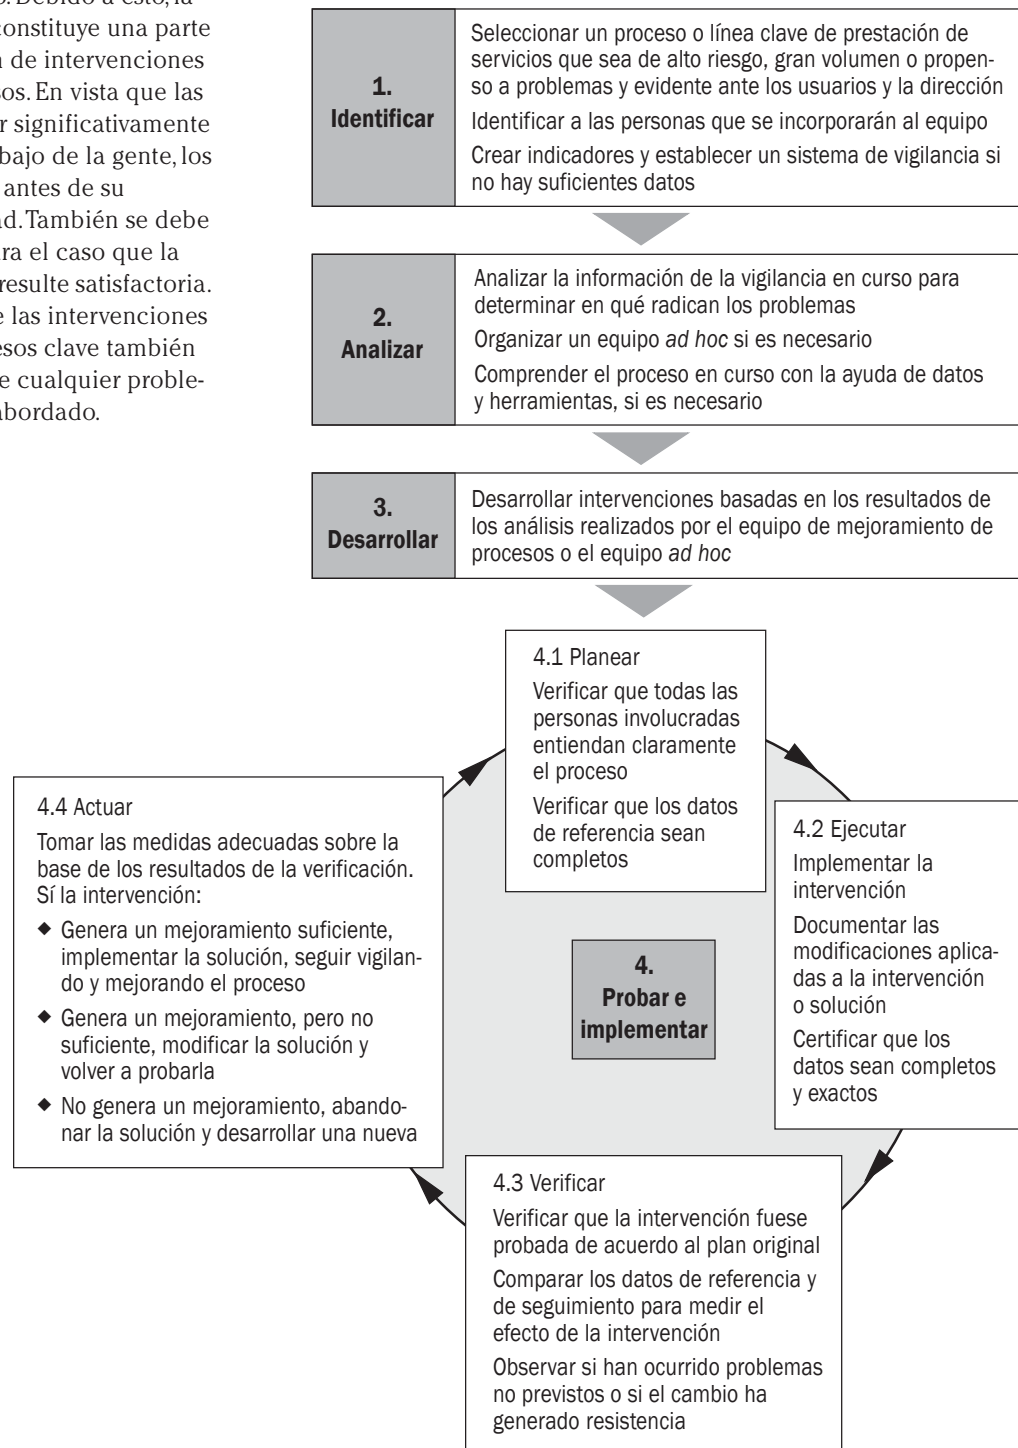 o. Debido a esto, la
constituye una parte
n de intervenciones
sos. En vista que las
r significativamente
bajo de la gente, los
antes de su
ad. También se debe
ra el caso que la
resulte satisfactoria.
e las intervenciones
esos clave también
e cualquier proble-
abordado.
1.
Identificar
Seleccionar un proceso o línea clave de prestación de
servicios que sea de alto riesgo, gran volumen o propen-
so a problemas y evidente ante los usuarios y la dirección
Identificar a las personas que se incorporarán al equipo
Crear indicadores y establecer un sistema de vigilancia si
no hay suficientes datos
2.
Analizar
Analizar la información de la vigilancia en curso para
determinar en qué radican los problemas
Organizar un equipo ad hoc si es necesario
Comprender el proceso en curso con la ayuda de datos
y herramientas, si es necesario
3.
Desarrollar
Desarrollar intervenciones basadas en los resultados de
los análisis realizados por el equipo de mejoramiento de
procesos o el equipo ad hoc
4.1 Planear
Verificar que todas las
personas involucradas
entiendan claramente
el proceso
Verificar que los datos
de referencia sean
completos
4.2 Ejecutar
Implementar la
intervención
Documentar las
modificaciones aplica-
das a la intervención
o solución
Certificar que los
datos sean completos
y exactos
4.
Probar e
implementar
4.4 Actuar
Tomar las medidas adecuadas sobre la
base de los resultados de la verificación.
Sí la intervención:
◆ Genera un mejoramiento suficiente,
implementar la solución, seguir vigilan-
do y mejorando el proceso
◆ Genera un mejoramiento, pero no
suficiente, modificar la solución y
volver a probarla
◆ No genera un mejoramiento, abando-
nar la solución y desarrollar una nueva
4.3 Verificar
Verificar que la intervención fuese
probada de acuerdo al plan original
Comparar los datos de referencia y
de seguimiento para medir el
efecto de la intervención
Observar si han ocurrido problemas
no previstos o si el cambio ha
generado resistencia